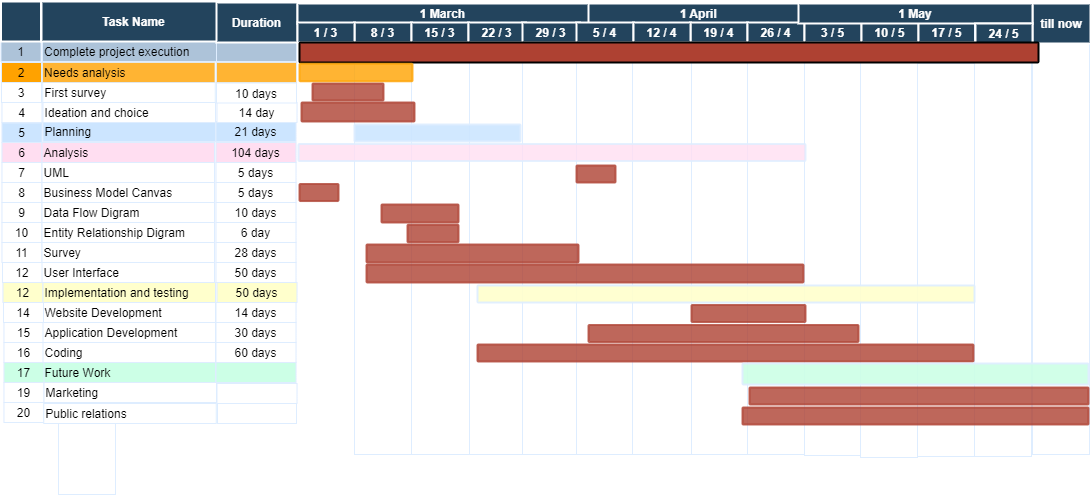 Task Name Duration 1 March 1 April 1 May till now
1 / 3 8 / 3 15 / 3 22 / 3 29 / 3 5 / 4 12 / 4 19 / 4 26 / 4 3 / 5 10 / 5 17 / 5 24 / 5
1 Complete project execution
2 Needs analysis
3 First survey 10 days
4 Ideation and choice 14 day
5 Planning 21 days
6 Analysis 104 days
7 UML 5 days
8 Business Model Canvas 5 days
9 Data Flow Digram 10 days
10 Entity Relationship Digram 6 day
11 Survey 28 days
12 User Interface 50 days
12 Implementation and testing 50 days
14 Website Development 14 days
15 Application Development 30 days
16 Coding 60 days
17 Future Work
19 Marketing
20 Public relations